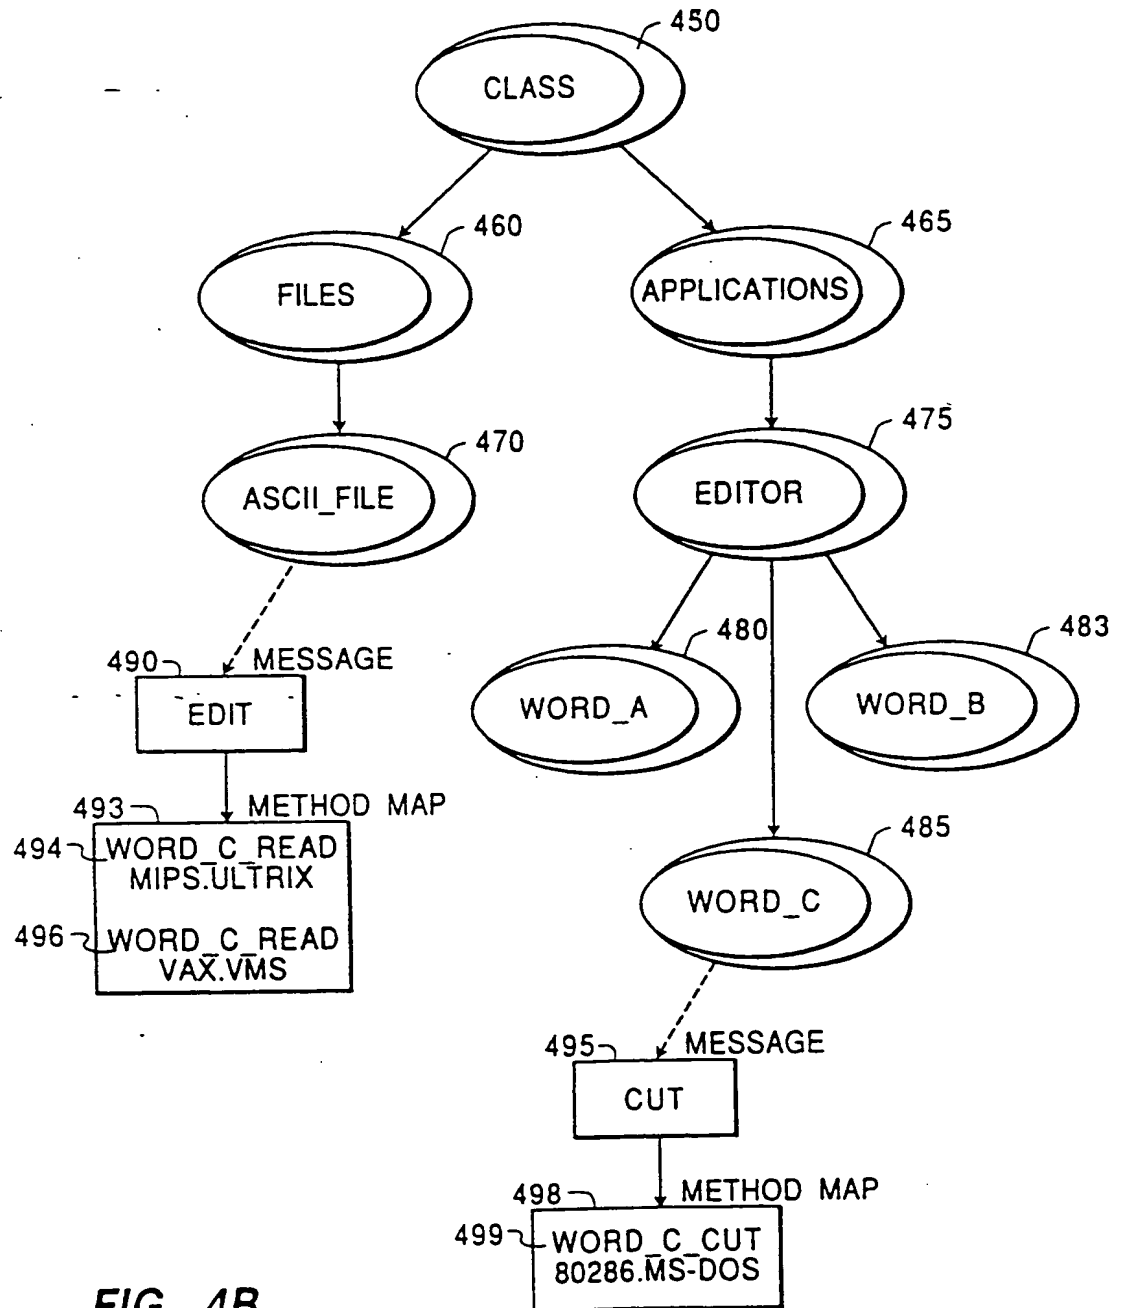 450
CLASS
460
465
FILES
APPLICATIONS
470
475
ASCII_FILE
EDITOR
480
483
490 MESSAGE
EDIT
WORD_A
WORD_B
493 METHOD MAP
494 WORD_C_READ
MIPS.ULTRIX
496 WORD_C_READ
VAX.VMS
485
WORD_C
495 MESSAGE
CUT
498 METHOD MAP
499 WORD_C_CUT
80286.MS-DOS
FIG. 4B